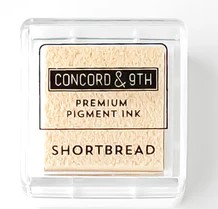 CONCORD & 9TH
PREMIUM
PIGMENT INK
SHORTBREAD